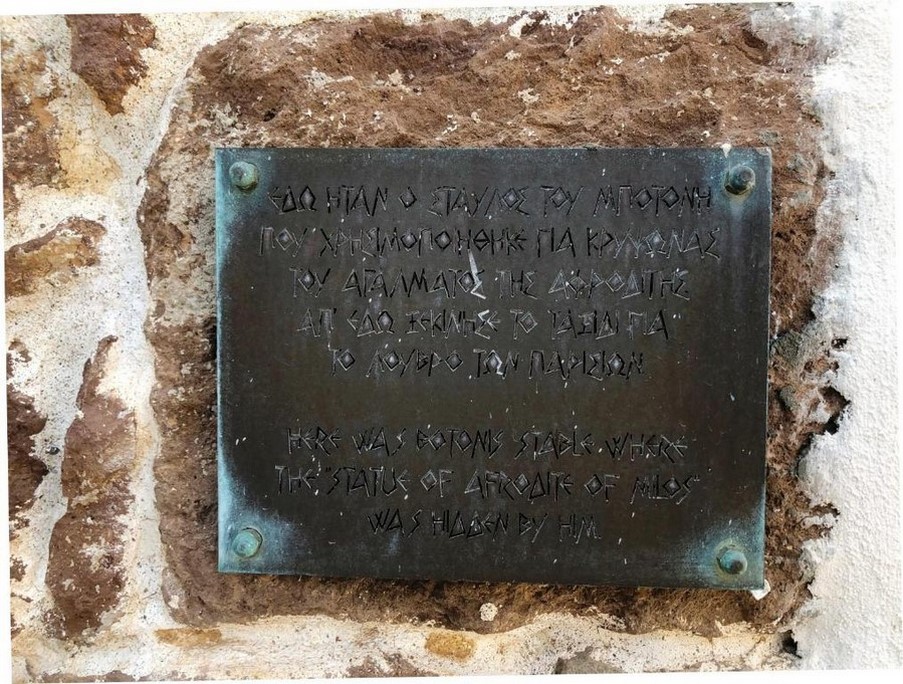 ΕΔΩ ΗΤΑΝ Ο ΣΤΑΥΛΟΣ ΤΟΥ ΜΠΟΤΟΝΗ
ΠΟΥ ΧΡΗΣΙΜΟΠΟΙΗΘΗΚΕ ΓΙΑ ΚΡΥΨΩΝΑΣ
ΤΟΥ ΑΓΑΛΜΑΤΟΣ ΤΗΣ ΑΦΡΟΔΙΤΗΣ
ΑΠ' ΕΔΩ ΞΕΚΙΝΗΣΕ ΤΟ ΤΑΞΙΔΙ ΓΙΑ
ΤΟ ΛΟΥΒΡΟ ΤΩΝ ΠΑΡΙΣΙΩΝ
HERE WAS BOTONIS STABLE WHERE
THE "STATUE OF AFRODITE OF MILOS"
WAS HIDDEN BY HIM.